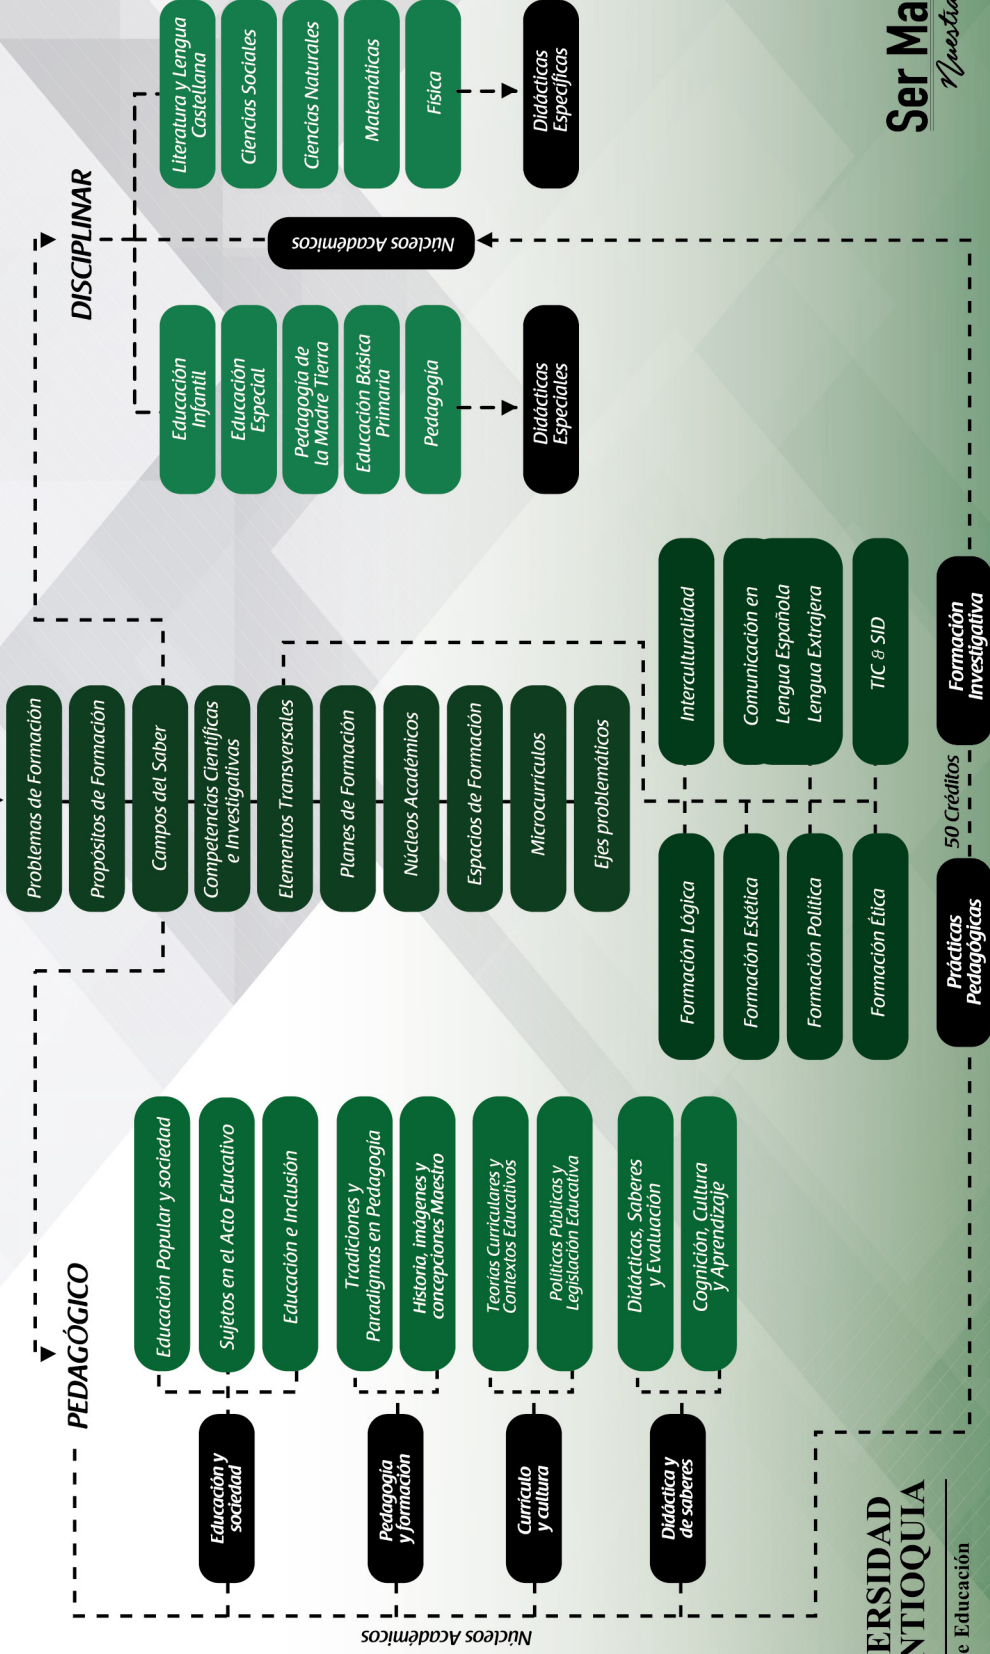 Problemas de Formación
Propósitos de Formación
Campos del Saber
Competencias Científicas
e Investigativas
Elementos Transversales
Planes de Formación
Núcleos Académicos
Espacios de Formación
Microcurrículos
Ejes problemáticos
PEDAGÓGICO
Núcleos Académicos
Educación y
sociedad
Educación Popular y sociedad
Sujetos en el Acto Educativo
Educación e Inclusión
Pedagogía
y formación
Tradiciones y
Paradigmas en Pedagogía
Historia, imágenes y
concepciones Maestro
Currículo
y cultura
Teorías Curriculares y
Contextos Educativos
Políticas Públicas y
Legislación Educativa
Didáctica y
de saberes
Didácticas, Saberes
y Evaluación
Cognición, Cultura
y Aprendizaje
Formación Lógica
Formación Estética
Formación Política
Formación Ética
Interculturalidad
Comunicación en
Lengua Española
Lengua Extrajera
TIC & SID
Prácticas
Pedagógicas
50 Créditos
Formación
Investigativa
DISCIPLINAR
Núcleos Académicos
Educación
Infantil
Educación
Especial
Pedagogía de
la Madre Tierra
Educación Básica
Primaria
Pedagogía
Didácticas
Especiales
Literatura y Lengua
Castellana
Ciencias Sociales
Ciencias Naturales
Matemáticas
Física
Didácticas
Específicas
ERSIDAD
NTIOQUIA
e Educación
Ser Ma
Nuestra